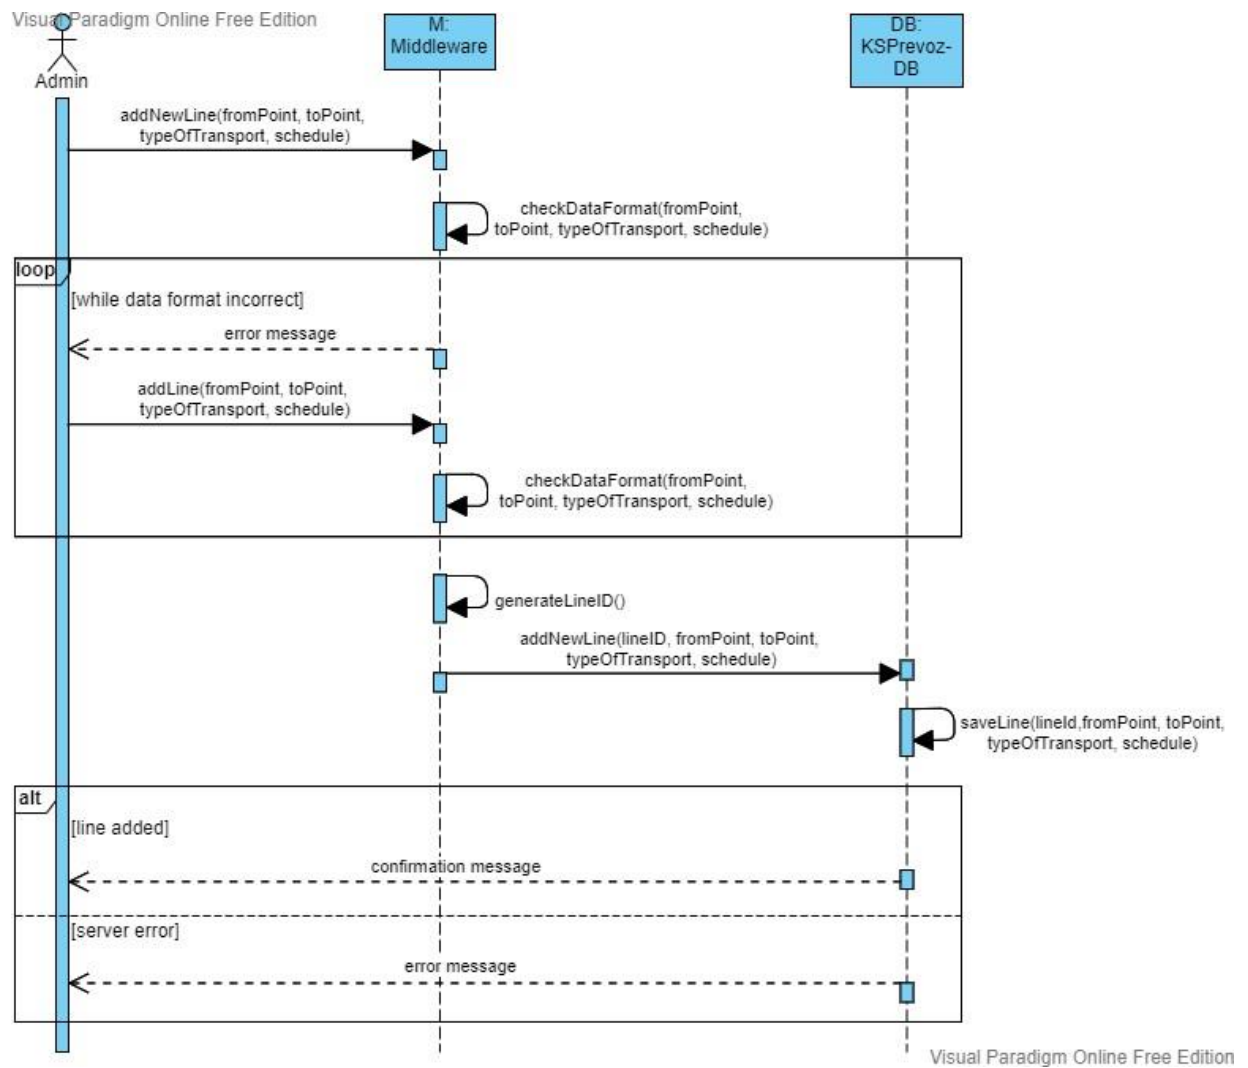 Visual Paradigm Online Free Edition
M:
Middleware
DB:
KSPrevoz-
DB
Admin
addNewLine(fromPoint, toPoint,
typeOfTransport, schedule)
checkDataFormat(fromPoint,
toPoint, typeOfTransport, schedule)
loop
[while data format incorrect]
error message
addLine(fromPoint, toPoint,
typeOfTransport, schedule)
checkDataFormat(fromPoint,
toPoint, typeOfTransport, schedule)
generateLineID()
addNewLine(lineID, fromPoint, toPoint,
typeOfTransport, schedule)
saveLine(lineId,fromPoint, toPoint,
typeOfTransport, schedule)
alt
[line added]
confirmation message
[server error]
error message
Visual Paradigm Online Free Edition